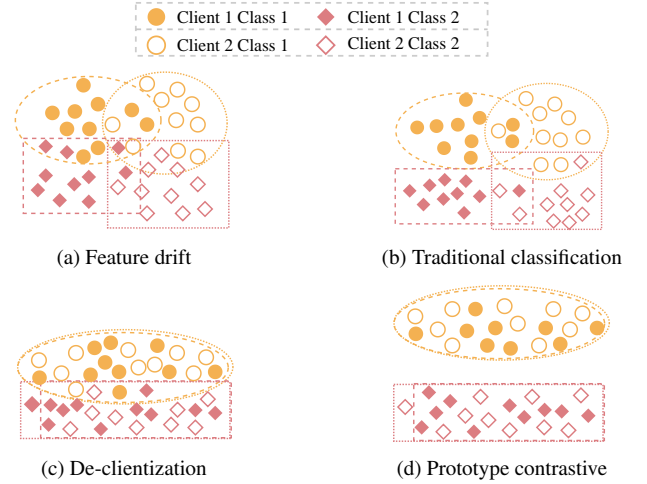 Client 1 Class 1 Client 1 Class 2
Client 2 Class 1 Client 2 Class 2
(a) Feature drift
(b) Traditional classification
(c) De-clientization
(d) Prototype contrastive